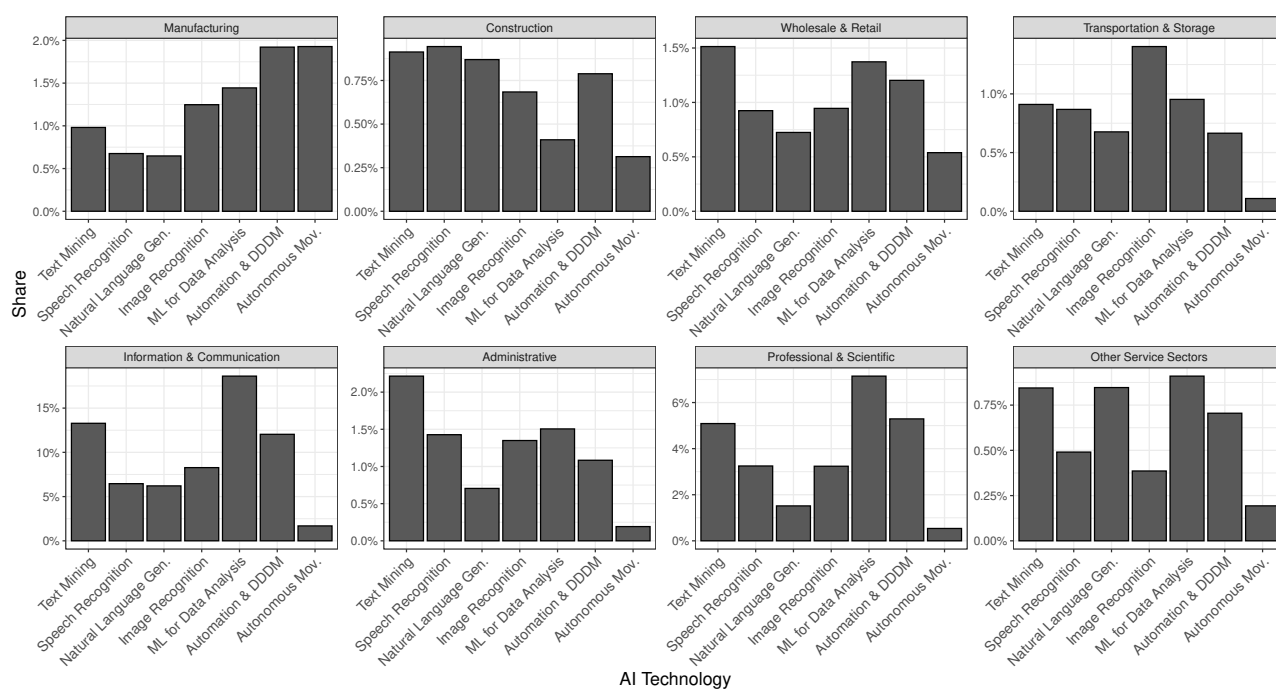 Manufacturing
Construction
Wholesale & Retail
Transportation & Storage
2.0%
1.5%
1.0%
0.5%
0.0%
0.75%
0.50%
0.25%
0.00%
1.5%
1.0%
0.5%
0.0%
1.0%
0.5%
0.0%
Text Mining
Speech Recognition
Natural Language Gen.
Image Recognition
ML for Data Analysis
Automation & DDDM
Autonomous Mov.
Text Mining
Speech Recognition
Natural Language Gen.
Image Recognition
ML for Data Analysis
Automation & DDDM
Autonomous Mov.
Text Mining
Speech Recognition
Natural Language Gen.
Image Recognition
ML for Data Analysis
Automation & DDDM
Autonomous Mov.
Text Mining
Speech Recognition
Natural Language Gen.
Image Recognition
ML for Data Analysis
Automation & DDDM
Autonomous Mov.
Share
Information & Communication
Administrative
Professional & Scientific
Other Service Sectors
15%
10%
5%
0%
2.0%
1.5%
1.0%
0.5%
0.0%
6%
4%
2%
0%
0.75%
0.50%
0.25%
0.00%
Text Mining
Speech Recognition
Natural Language Gen.
Image Recognition
ML for Data Analysis
Automation & DDDM
Autonomous Mov.
Text Mining
Speech Recognition
Natural Language Gen.
Image Recognition
ML for Data Analysis
Automation & DDDM
Autonomous Mov.
Text Mining
Speech Recognition
Natural Language Gen.
Image Recognition
ML for Data Analysis
Automation & DDDM
Autonomous Mov.
Text Mining
Speech Recognition
Natural Language Gen.
Image Recognition
ML for Data Analysis
Automation & DDDM
Autonomous Mov.
AI Technology